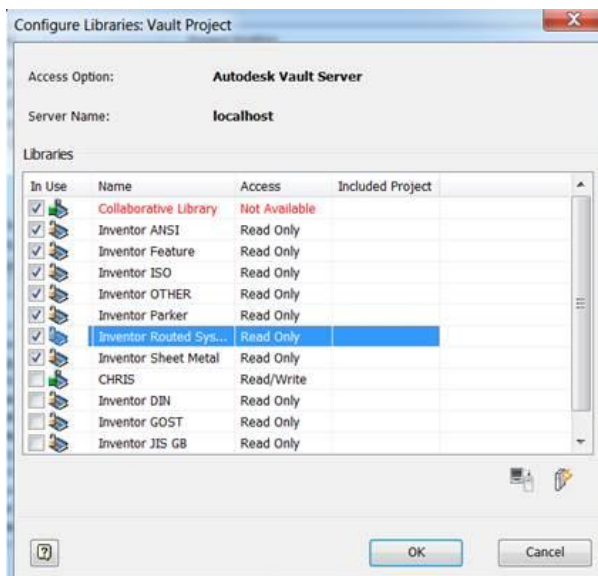 Configure Libraries: Vault Project
Access Option: Autodesk Vault Server
Server Name: localhost
Libraries
In Use Name Access Included Project
Collaborative Library Not Available
Inventor ANSI Read Only
Inventor Feature Read Only
Inventor ISO Read Only
Inventor OTHER Read Only
Inventor Parker Read Only
Inventor Routed Sys... Read Only
Inventor Sheet Metal Read Only
CHRIS Read/Write
Inventor DIN Read Only
Inventor GOST Read Only
Inventor JIS GB Read Only
OK Cancel